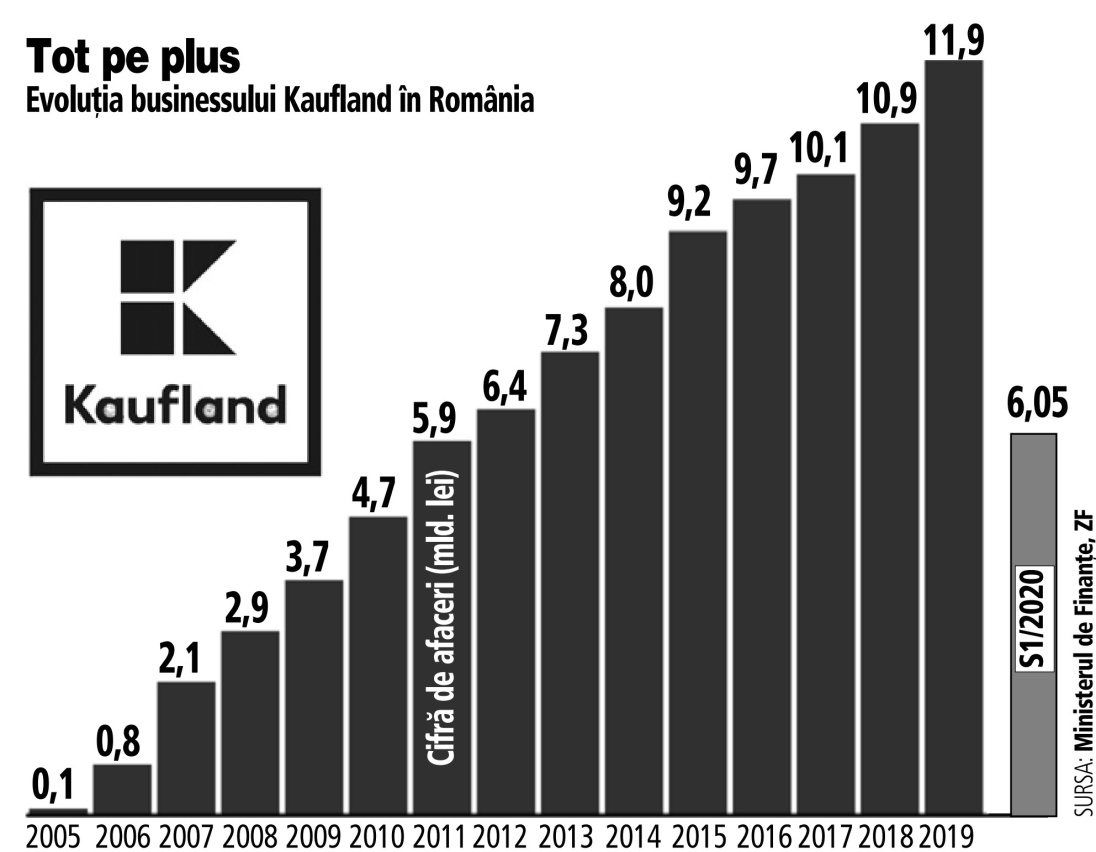 Tot pe plus
Evoluția businessului Kaufland în România
Kaufland
0,1
0,8
2,1
2,9
3,7
4,7
5,9
6,4
7,3
8,0
9,2
9,7
10,1
10,9
11,9
6,05
Cifră de afaceri (mld. lei)
S1/2020
2005 2006 2007 2008 2009 2010 2011 2012 2013 2014 2015 2016 2017 2018 2019
SURSA: Ministerul de Finanțe, ZF